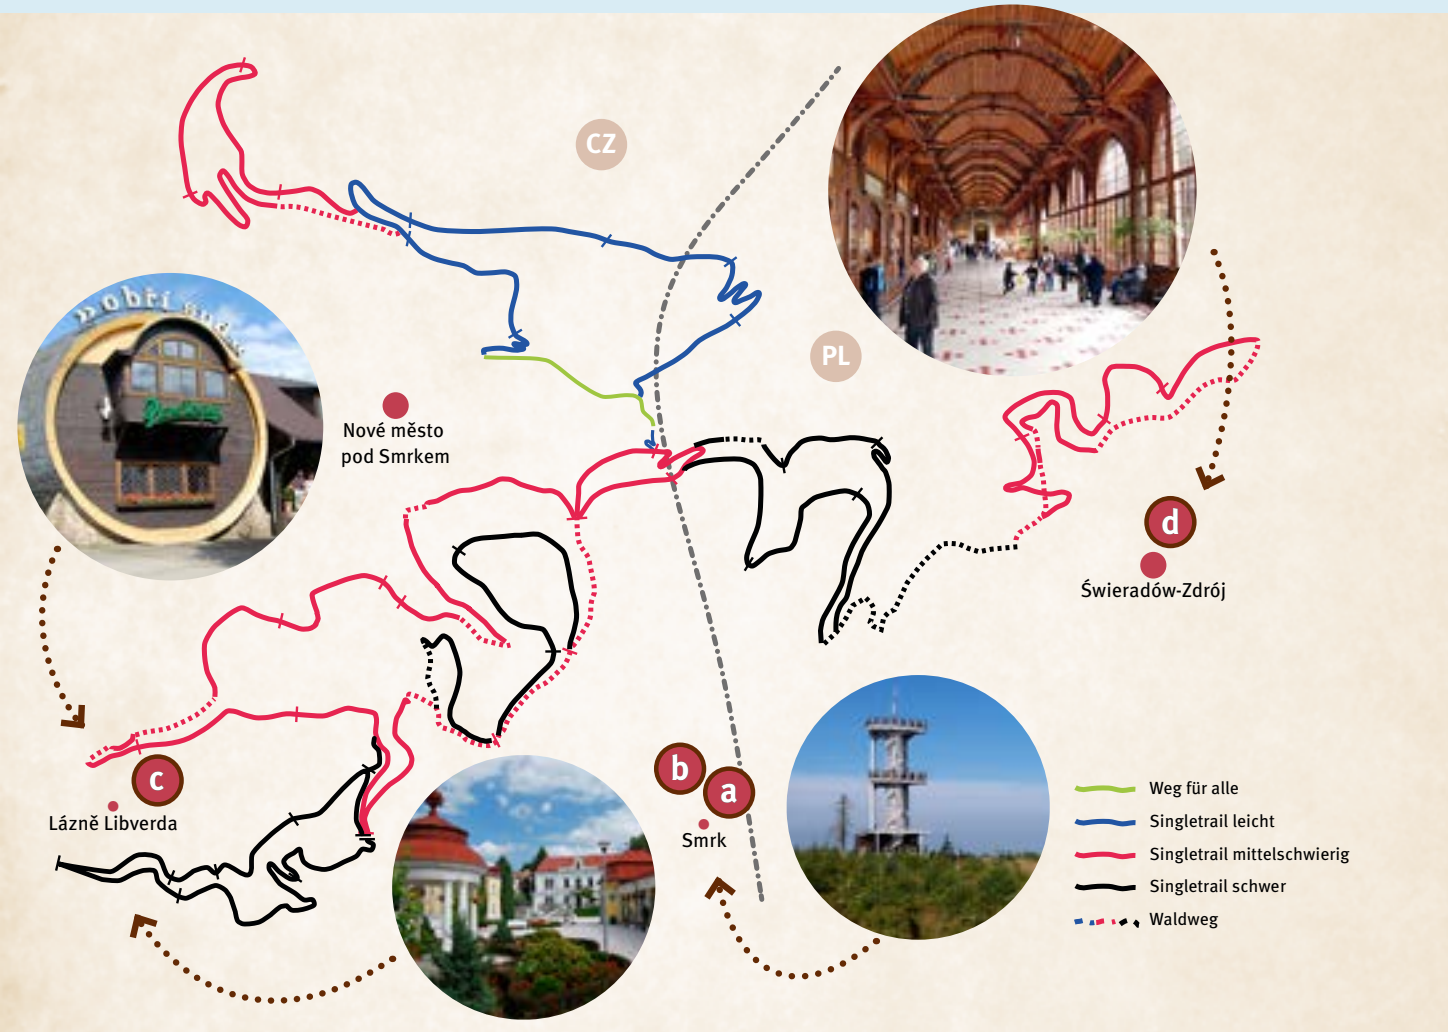 CZ
PL
Dobří
Nové město
pod Smrkem
d
Świeradów-Zdrój
b
a
Smrk
c
Lázně Libverda
Weg für alle
Singletrail leicht
Singletrail mittelschwierig
Singletrail schwer
Waldweg